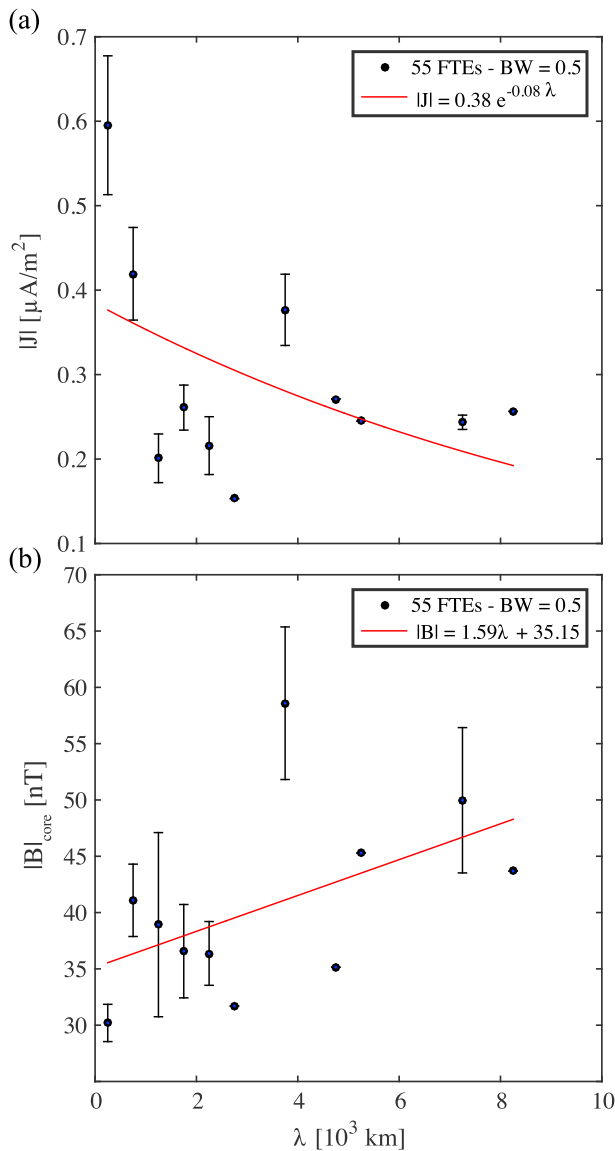 (a)
0.7
0.6
0.5
0.4
0.3
0.2
0.1
|J| [μA/m²]
55 FTEs - BW = 0.5
|J| = 0.38 e^-0.08 λ
(b)
70
65
60
55
50
45
40
35
30
|B|core [nT]
55 FTEs - BW = 0.5
|B| = 1.59λ + 35.15
0 2 4 6 8 10
λ [10³ km]